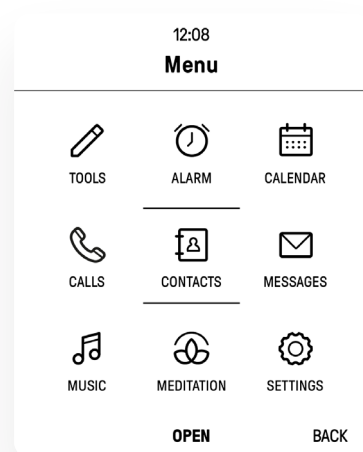 12:08
Menu
TOOLS ALARM CALENDAR
CALLS CONTACTS MESSAGES
MUSIC MEDITATION SETTINGS
OPEN BACK